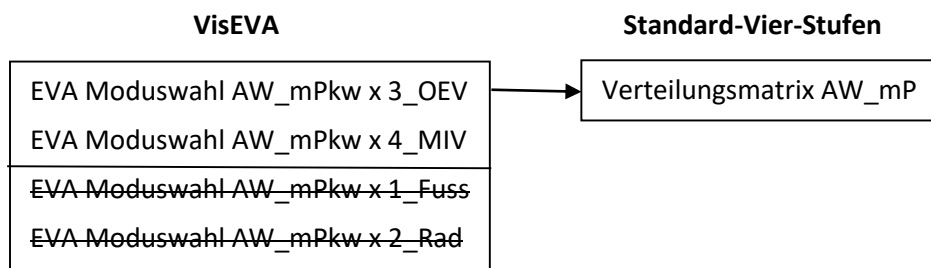 VisEVA
Standard-Vier-Stufen
EVA Moduswahl AW_mPkw x 3_OEV
Verteilungsmatrix AW_mP
EVA Moduswahl AW_mPkw x 4_MIV
EVA Moduswahl AW_mPkw x 1_Fuss
EVA Moduswahl AW_mPkw x 2_Rad